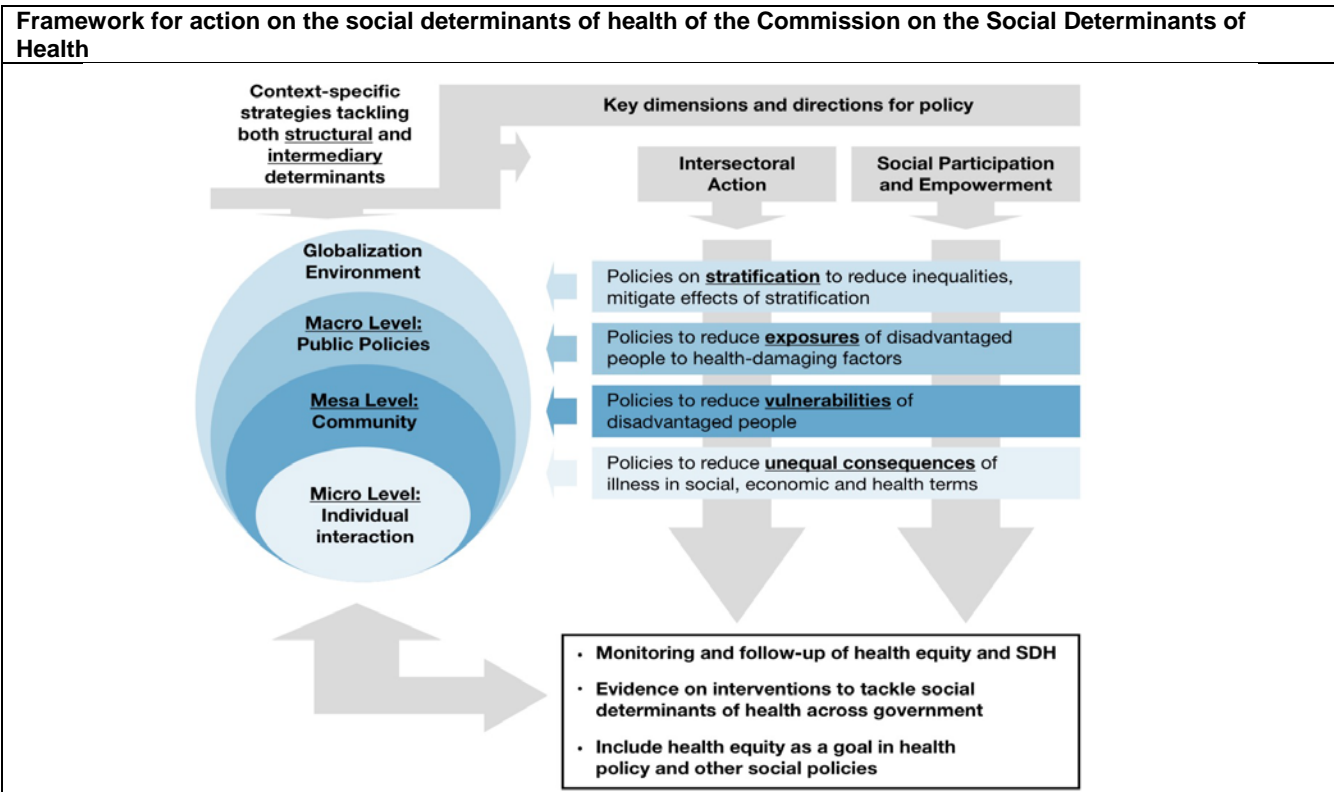 Framework for action on the social determinants of health of the Commission on the Social Determinants of
Health
Context-specific
strategies tackling
both structural and
intermediary
determinants
Key dimensions and directions for policy
Intersectoral
Action
Social Participation
and Empowerment
Globalization
Environment
Macro Level:
Public Policies
Mesa Level:
Community
Micro Level:
Individual
interaction
Policies on stratification to reduce inequalities,
mitigate effects of stratification
Policies to reduce exposures of disadvantaged
people to health-damaging factors
Policies to reduce vulnerabilities of
disadvantaged people
Policies to reduce unequal consequences of
illness in social, economic and health terms
• Monitoring and follow-up of health equity and SDH
• Evidence on interventions to tackle social
determinants of health across government
• Include health equity as a goal in health
policy and other social policies